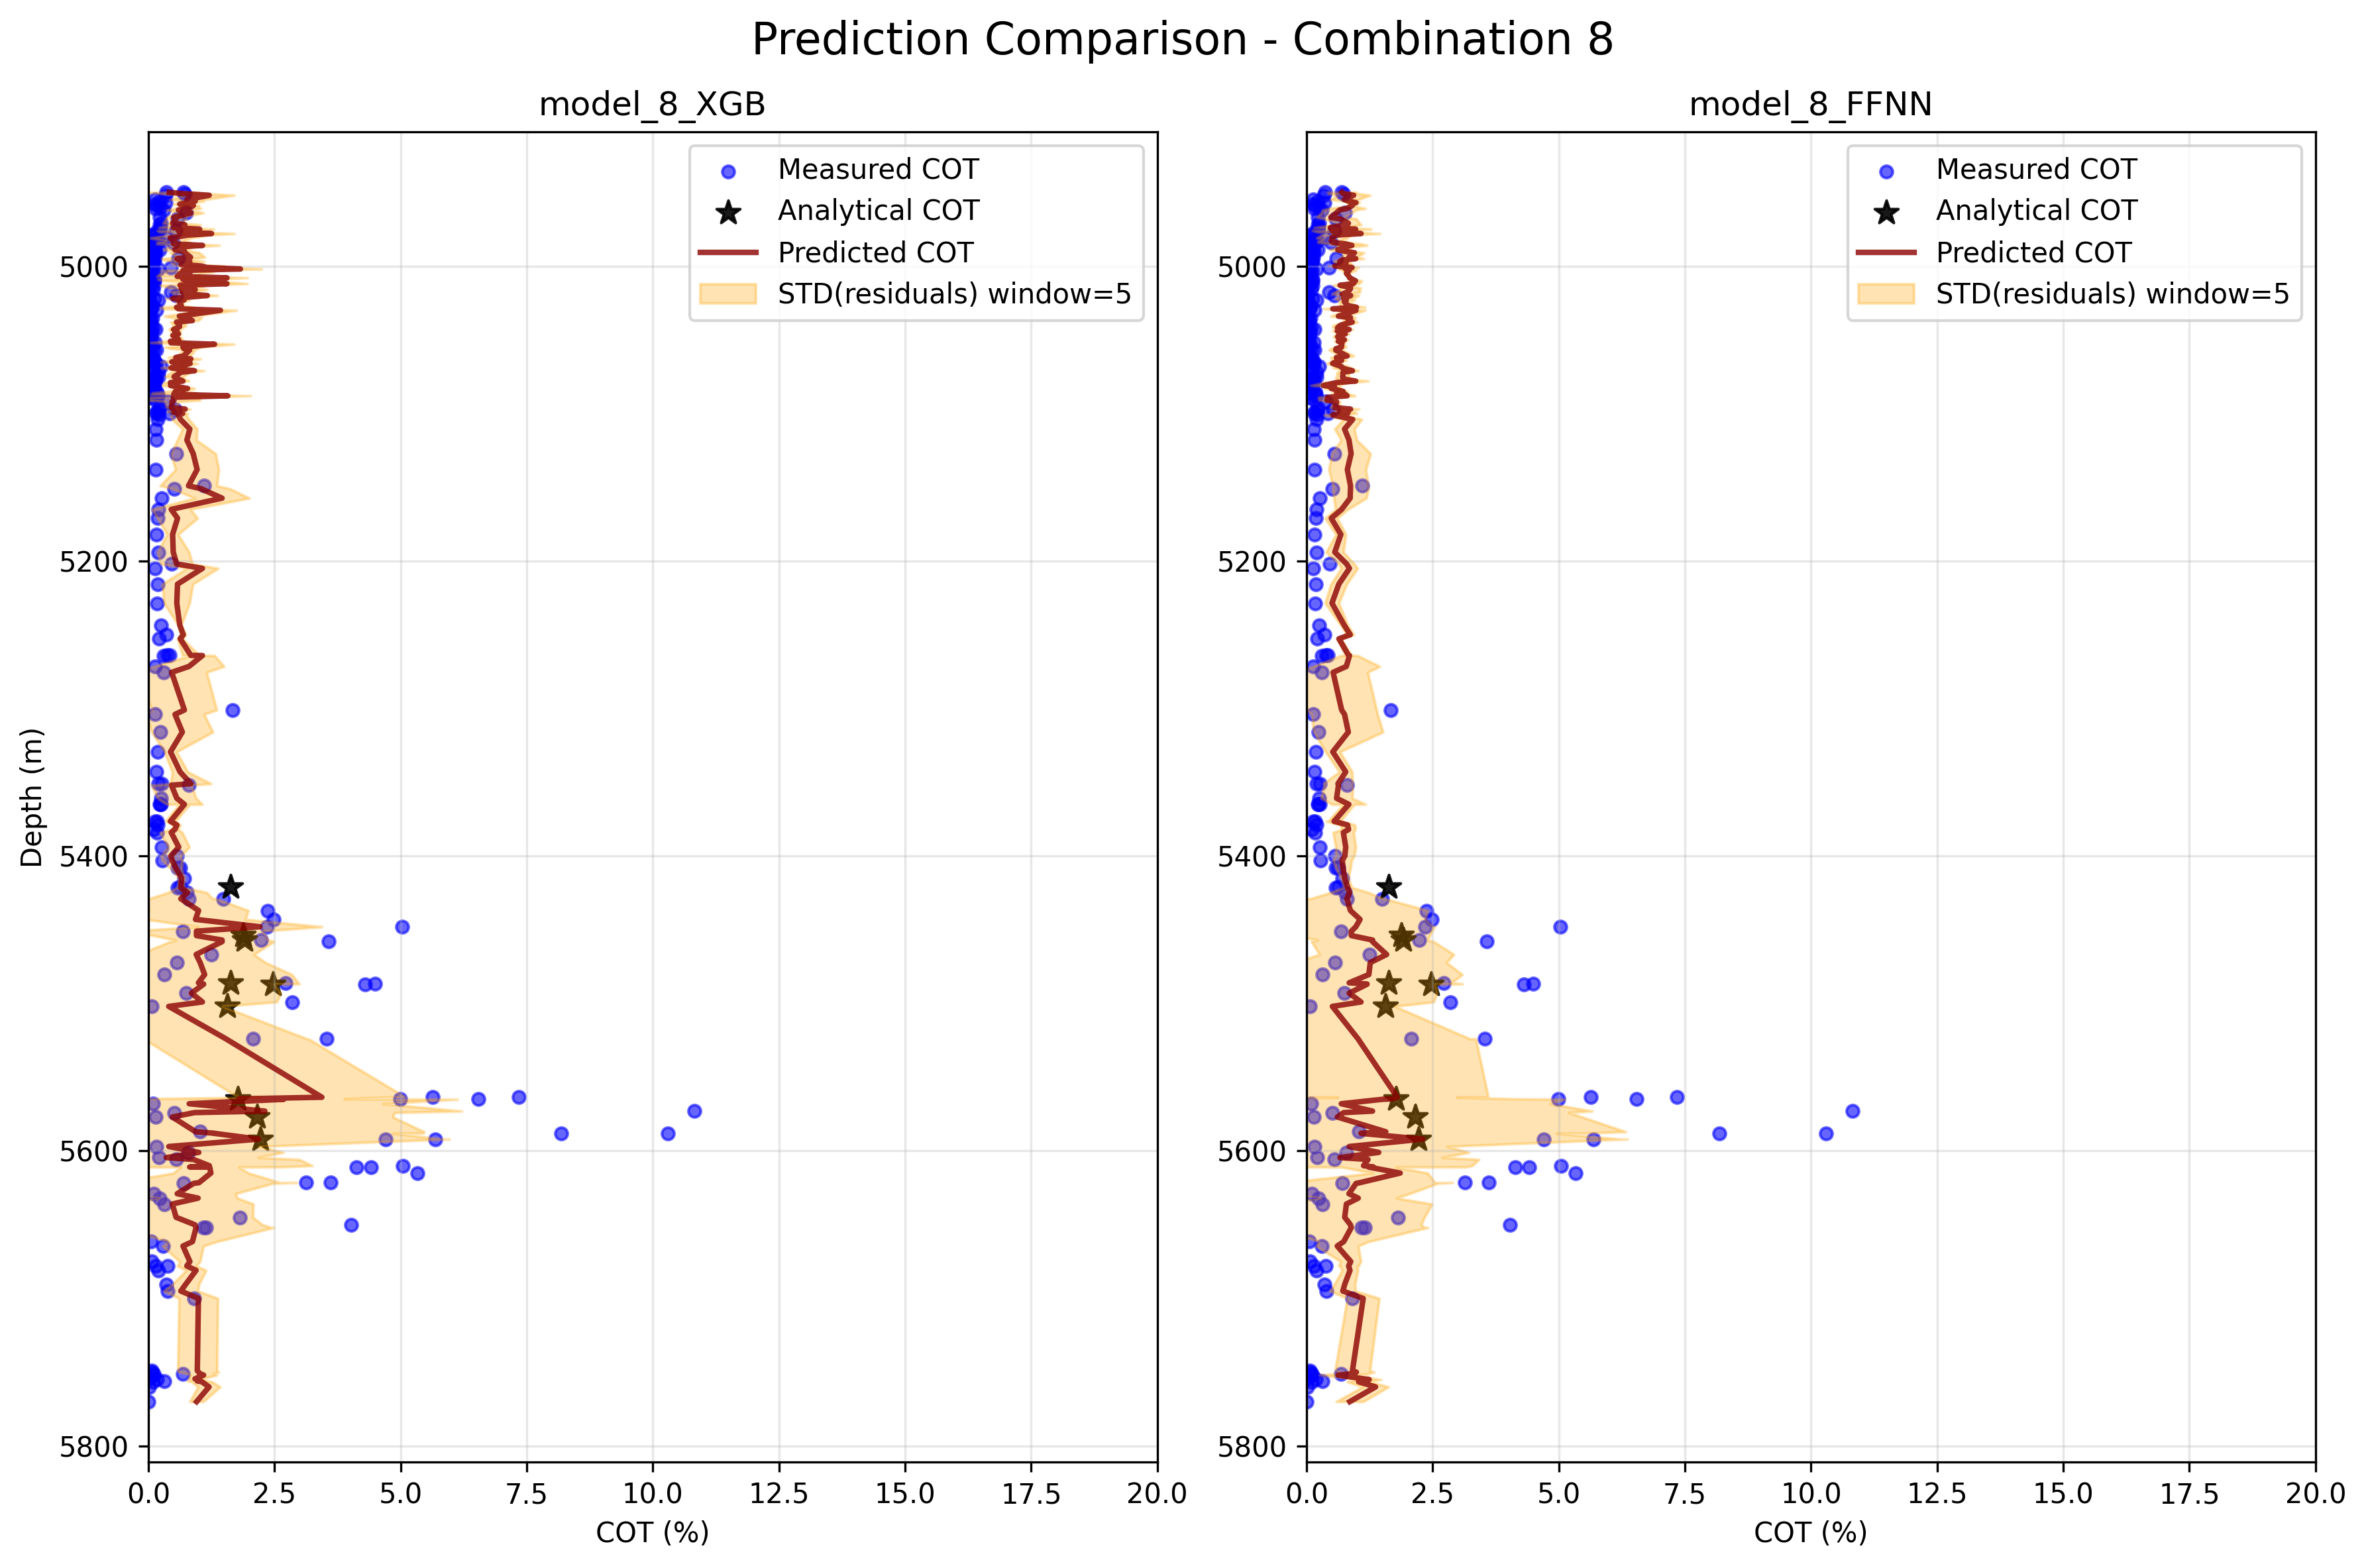 Prediction Comparison - Combination 8
model_8_XGB
Measured COT
Analytical COT
Predicted COT
STD(residuals) window=5
5000
5200
5400
5600
5800
Depth (m)
0.0 2.5 5.0 7.5 10.0 12.5 15.0 17.5 20.0
COT (%)
model_8_FFNN
Measured COT
Analytical COT
Predicted COT
STD(residuals) window=5
5000
5200
5400
5600
5800
0.0 2.5 5.0 7.5 10.0 12.5 15.0 17.5 20.0
COT (%)